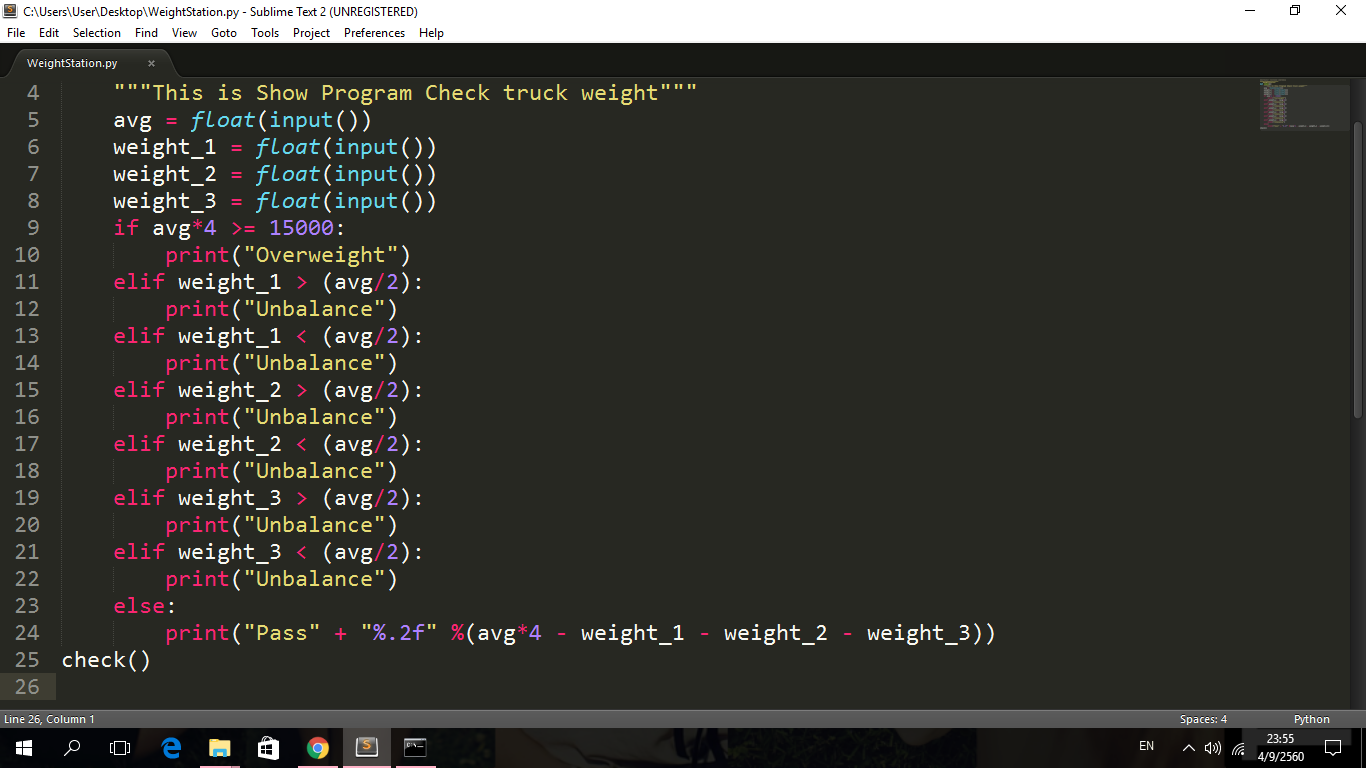 C:\Users\User\Desktop\WeightStation.py - Sublime Text 2 (UNREGISTERED)
File Edit Selection Find View Goto Tools Project Preferences Help
WeightStation.py ×
4 """This is Show Program Check truck weight"""
5 avg = float(input())
6 weight_1 = float(input())
7 weight_2 = float(input())
8 weight_3 = float(input())
9 if avg*4 >= 15000:
10 print("Overweight")
11 elif weight_1 > (avg/2):
12 print("Unbalance")
13 elif weight_1 < (avg/2):
14 print("Unbalance")
15 elif weight_2 > (avg/2):
16 print("Unbalance")
17 elif weight_2 < (avg/2):
18 print("Unbalance")
19 elif weight_3 > (avg/2):
20 print("Unbalance")
21 elif weight_3 < (avg/2):
22 print("Unbalance")
23 else:
24 print("Pass" + "%.2f" %(avg*4 - weight_1 - weight_2 - weight_3))
25 check()
26
Line 26, Column 1 Spaces: 4 Python
EN 23:55
4/9/2560